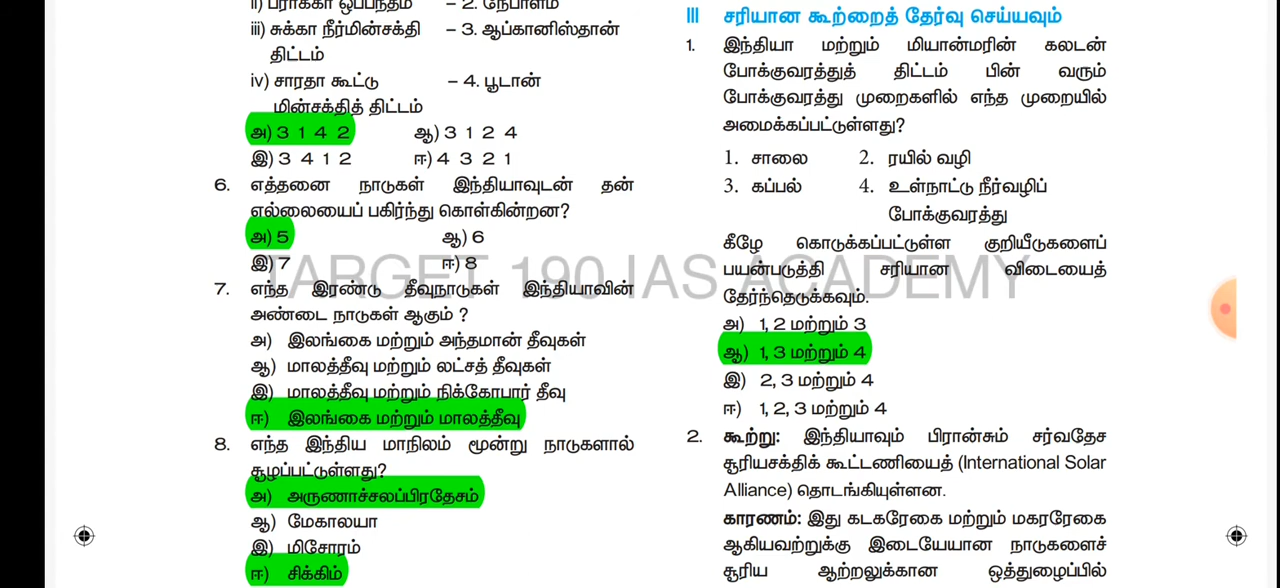 ii) பராக்கா ஒப்பந்தம் – 2. நேபாளம்
iii) சுக்கா நீர்மின்சக்தி – 3. ஆப்கானிஸ்தான்
திட்டம்
iv) சாரதா கூட்டு – 4. பூடான்
மின்சக்தித் திட்டம்
அ) 3 1 4 2 ஆ) 3 1 2 4
இ) 3 4 1 2 ஈ) 4 3 2 1
6. எத்தனை நாடுகள் இந்தியாவுடன் தன்
எல்லையைப் பகிர்ந்து கொள்கின்றன?
அ) 5 ஆ) 6
இ) 7 ஈ) 8
7. எந்த இரண்டு தீவுநாடுகள் இந்தியாவின்
அண்டை நாடுகள் ஆகும் ?
அ) இலங்கை மற்றும் அந்தமான் தீவுகள்
ஆ) மாலத்தீவு மற்றும் லட்சத் தீவுகள்
இ) மாலத்தீவு மற்றும் நிக்கோபார் தீவு
ஈ) இலங்கை மற்றும் மாலத்தீவு
8. எந்த இந்திய மாநிலம் மூன்று நாடுகளால்
சூழப்பட்டுள்ளது?
அ) அருணாச்சலப்பிரதேசம்
ஆ) மேகாலயா
இ) மிசோரம்
ஈ) சிக்கிம்
III சரியான கூற்றைத் தேர்வு செய்யவும்
1. இந்தியா மற்றும் மியான்மரின் கலடன்
போக்குவரத்துத் திட்டம் பின் வரும்
போக்குவரத்து முறைகளில் எந்த முறையில்
அமைக்கப்பட்டுள்ளது?
1. சாலை 2. ரயில் வழி
3. கப்பல் 4. உள்நாட்டு நீர்வழிப்
போக்குவரத்து
கீழே கொடுக்கப்பட்டுள்ள குறியீடுகளைப்
பயன்படுத்தி சரியான விடையைத்
தேர்ந்தெடுக்கவும்.
அ) 1, 2 மற்றும் 3
ஆ) 1, 3 மற்றும் 4
இ) 2, 3 மற்றும் 4
ஈ) 1, 2, 3 மற்றும் 4
2. கூற்று: இந்தியாவும் பிரான்சும் சர்வதேச
சூரியசக்திக் கூட்டணியைத் (International Solar
Alliance) தொடங்கியுள்ளன.
காரணம்: இது கடகரேகை மற்றும் மகரரேகை
ஆகியவற்றுக்கு இடையேயான நாடுகளைச்
சூரிய ஆற்றலுக்கான ஒத்துழைப்பில்
TARGET 190 IAS ACADEMY